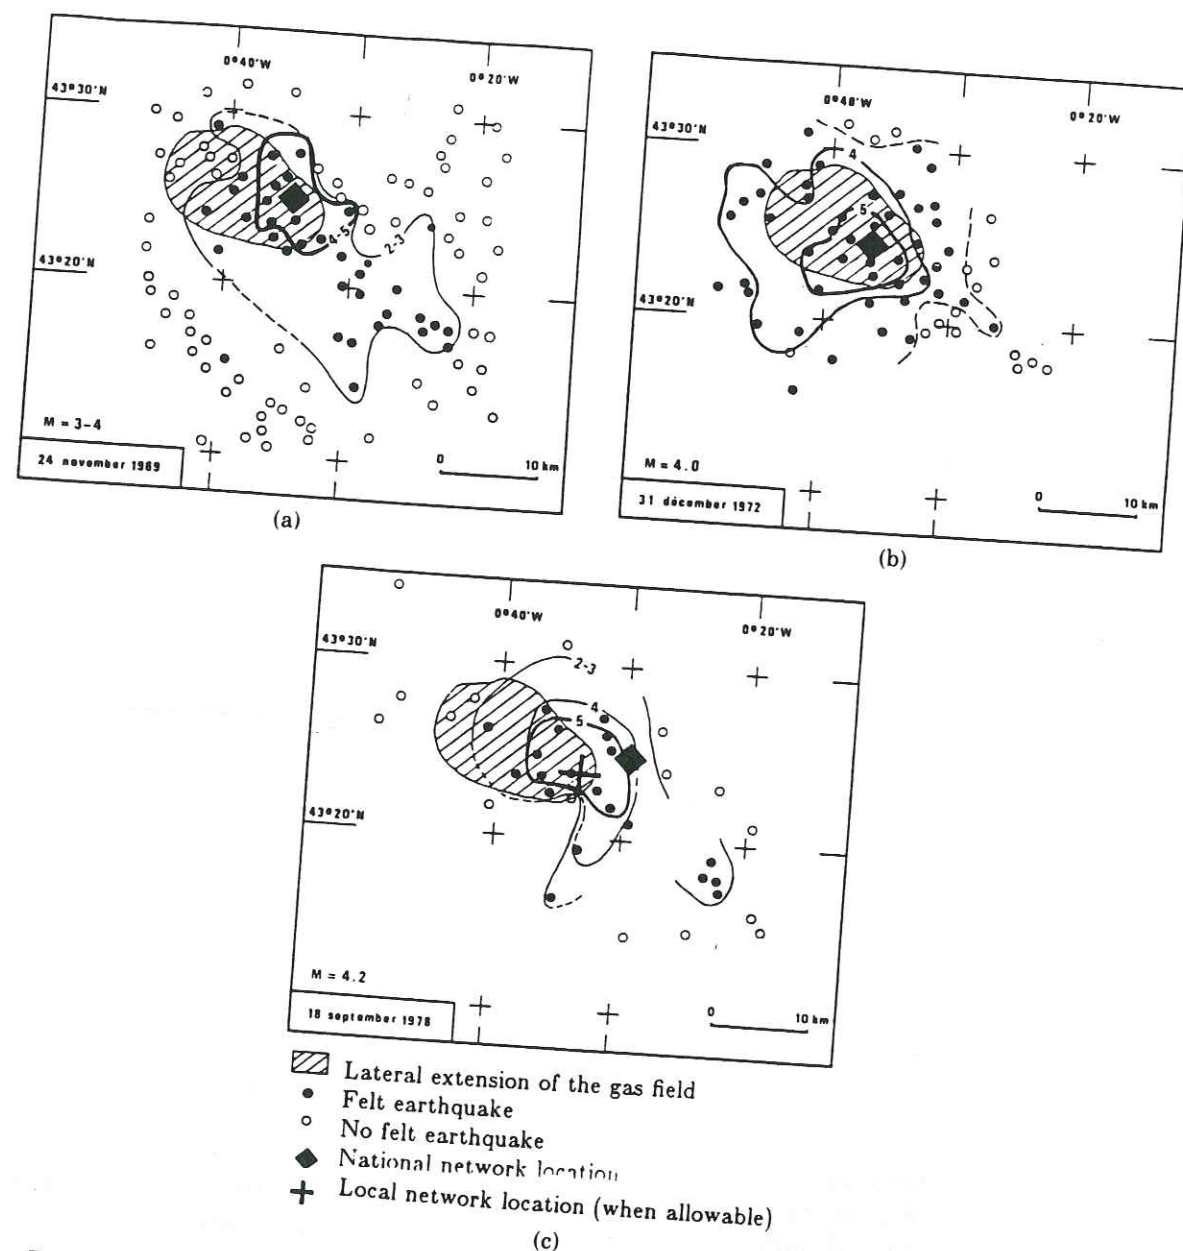 0°40'W
0°20'W
43°30'N
4-5
2-3
43°20'N
M = 3-4
24 november 1969
0
10 km
(a)
0°40'W
0°20'W
43°30'N
4
5
43°20'N
M = 4.0
31 décember 1972
0
10 km
(b)
0°40'W
0°20'W
43°30'N
2-3
4
5
43°20'N
M = 4.2
18 september 1978
0
10 km
Lateral extension of the gas field
Felt earthquake
No felt earthquake
National network location
Local network location (when allowable)
(c)